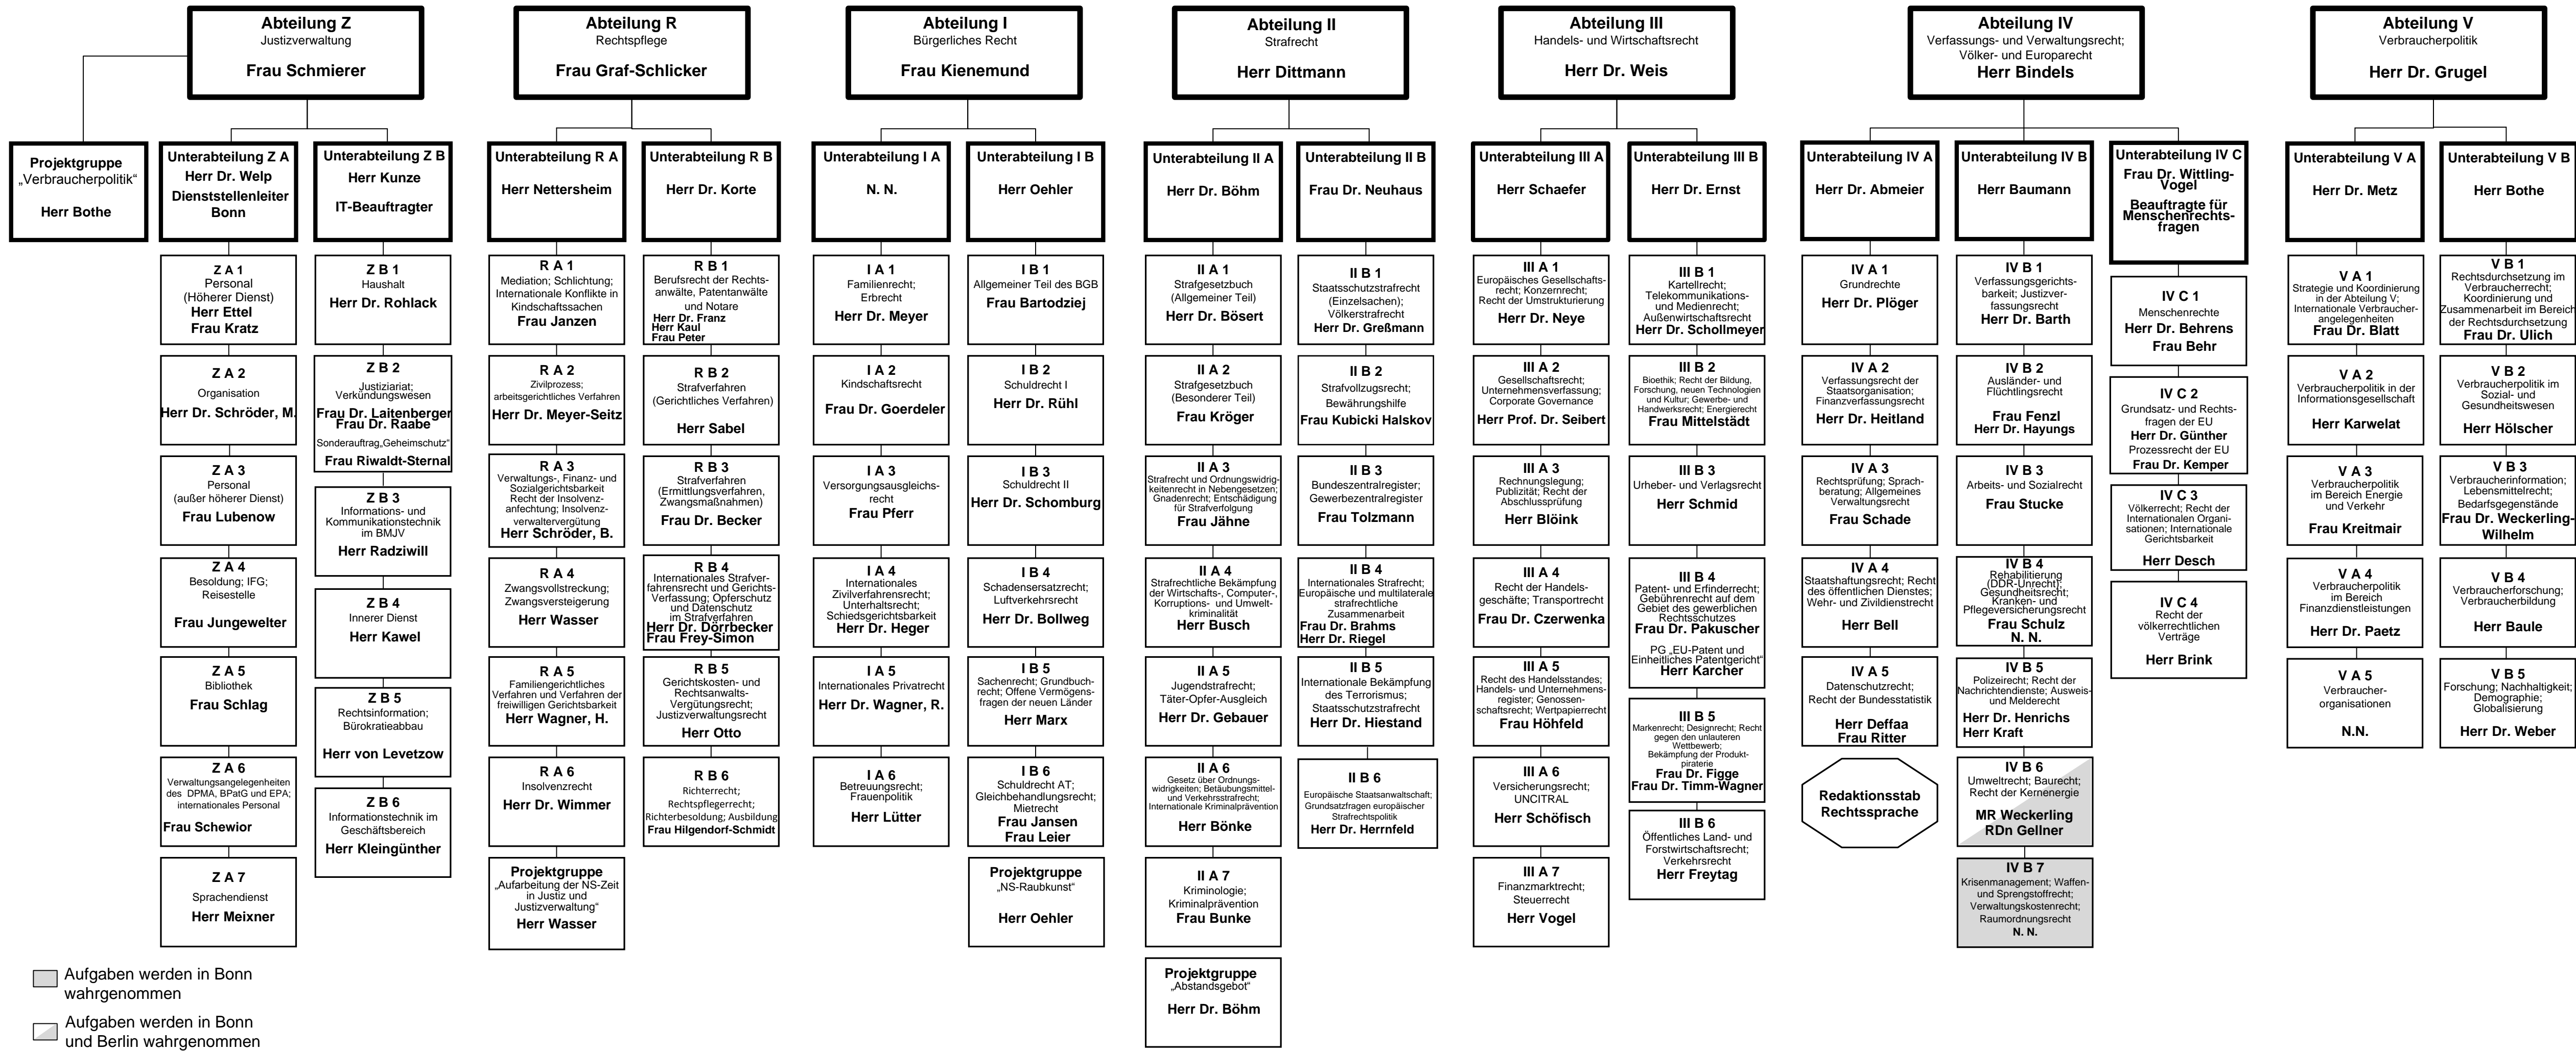 Abteilung Z
Justizverwaltung
Frau Schmierer
Abteilung R
Rechtspflege
Frau Graf-Schlicker
Abteilung I
Bürgerliches Recht
Frau Kienemund
Abteilung II
Strafrecht
Herr Dittmann
Abteilung III
Handels- und Wirtschaftsrecht
Herr Dr. Weis
Abteilung IV
Verfassungs- und Verwaltungsrecht;
Völker- und Europarecht
Herr Bindels
Abteilung V
Verbraucherpolitik
Herr Dr. Grugel
Projektgruppe
„Verbraucherpolitik“
Herr Bothe
Unterabteilung Z A
Herr Dr. Welp
Dienststellenleiter
Bonn
Z A 1
Personal
(Höherer Dienst)
Herr Ettel
Frau Kratz
Z A 2
Organisation
Herr Dr. Schröder, M.
Z A 3
Personal
(außer höherer Dienst)
Frau Lubenow
Z A 4
Besoldung; IFG;
Reisestelle
Frau Jungewelter
Z A 5
Bibliothek
Frau Schlag
Z A 6
Verwaltungsangelegenheiten
des DPMA, BPatG und EPA;
internationales Personal
Frau Schewior
Z A 7
Sprachendienst
Herr Meixner
Unterabteilung Z B
Herr Kunze
IT-Beauftragter
Z B 1
Haushalt
Herr Dr. Rohlack
Z B 2
Justiziariat;
Verkündungswesen
Frau Dr. Laitenberger
Frau Dr. Raabe
Sonderauftrag„Geheimschutz“
Frau Riwaldt-Sternal
Z B 3
Informations- und
Kommunikationstechnik
im BMJV
Herr Radziwill
Z B 4
Innerer Dienst
Herr Kawel
Z B 5
Rechtsinformation;
Bürokratieabbau
Herr von Levetzow
Z B 6
Informationstechnik im
Geschäftsbereich
Herr Kleingünther
Unterabteilung R A
Herr Nettersheim
R A 1
Mediation; Schlichtung;
Internationale Konflikte in
Kindschaftssachen
Frau Janzen
R A 2
Zivilprozess;
arbeitsgerichtliches Verfahren
Herr Dr. Meyer-Seitz
R A 3
Verwaltungs-, Finanz- und
Sozialgerichtsbarkeit
Recht der Insolvenz-
anfechtung; Insolvenz-
verwaltervergütung
Herr Schröder, B.
R A 4
Zwangsvollstreckung;
Zwangsversteigerung
Herr Wasser
R A 5
Familiengerichtliches
Verfahren und Verfahren der
freiwilligen Gerichtsbarkeit
Herr Wagner, H.
R A 6
Insolvenzrecht
Herr Dr. Wimmer
Projektgruppe
„Aufarbeitung der NS-Zeit
in Justiz und
Justizverwaltung“
Herr Wasser
Unterabteilung R B
Herr Dr. Korte
R B 1
Berufsrecht der Rechts-
anwälte, Patentanwälte
und Notare
Herr Dr. Franz
Herr Kaul
Frau Peter
R B 2
Strafverfahren
(Gerichtliches Verfahren)
Herr Sabel
R B 3
Strafverfahren
(Ermittlungsverfahren,
Zwangsmaßnahmen)
Frau Dr. Becker
R B 4
Internationales Strafver-
fahrensrecht und Gerichts-
Verfassung; Opferschutz
und Datenschutz
im Strafverfahren
Herr Dr. Dörrbecker
Frau Frey-Simon
R B 5
Gerichtskosten- und
Rechtsanwalts-
Vergütungsrecht;
Justizverwaltungsrecht
Herr Otto
R B 6
Richterrecht;
Rechtspflegerrecht;
Richterbesoldung; Ausbildung
Frau Hilgendorf-Schmidt
Unterabteilung I A
N. N.
I A 1
Familienrecht;
Erbrecht
Herr Dr. Meyer
I A 2
Kindschaftsrecht
Frau Dr. Goerdeler
I A 3
Versorgungsausgleichs-
recht
Frau Pferr
I A 4
Internationales
Zivilverfahrensrecht;
Unterhaltsrecht;
Schiedsgerichtsbarkeit
Herr Dr. Heger
I A 5
Internationales Privatrecht
Herr Dr. Wagner, R.
I A 6
Betreuungsrecht;
Frauenpolitik
Herr Lütter
Unterabteilung I B
Herr Oehler
I B 1
Allgemeiner Teil des BGB
Frau Bartodziej
I B 2
Schuldrecht I
Herr Dr. Rühl
I B 3
Schuldrecht II
Herr Dr. Schomburg
I B 4
Schadensersatzrecht;
Luftverkehrsrecht
Herr Dr. Bollweg
I B 5
Sachenrecht; Grundbuch-
recht; Offene Vermögens-
fragen der neuen Länder
Herr Marx
I B 6
Schuldrecht AT;
Gleichbehandlungsrecht;
Mietrecht
Frau Jansen
Frau Leier
Projektgruppe
„NS-Raubkunst“
Herr Oehler
Unterabteilung II A
Herr Dr. Böhm
II A 1
Strafgesetzbuch
(Allgemeiner Teil)
Herr Dr. Bösert
II A 2
Strafgesetzbuch
(Besonderer Teil)
Frau Kröger
II A 3
Strafrecht und Ordnungswidrig-
keitenrecht in Nebengesetzen;
Gnadenrecht; Entschädigung
für Strafverfolgung
Frau Jähne
II A 4
Strafrechtliche Bekämpfung
der Wirtschafts-, Computer-,
Korruptions- und Umwelt-
kriminalität
Herr Busch
II A 5
Jugendstrafrecht;
Täter-Opfer-Ausgleich
Herr Dr. Gebauer
II A 6
Gesetz über Ordnungs-
widrigkeiten; Betäubungsmittel-
und Verkehrsstrafrecht;
Internationale Kriminalprävention
Herr Bönke
II A 7
Kriminologie;
Kriminalprävention
Frau Bunke
Projektgruppe
„Abstandsgebot“
Herr Dr. Böhm
Unterabteilung II B
Frau Dr. Neuhaus
II B 1
Staatsschutzstrafrecht
(Einzelsachen);
Völkerstrafrecht
Herr Dr. Greßmann
II B 2
Strafvollzugsrecht;
Bewährungshilfe
Frau Kubicki Halskov
II B 3
Bundeszentralregister;
Gewerbezentralregister
Frau Tolzmann
II B 4
Internationales Strafrecht;
Europäische und multilaterale
strafrechtliche
Zusammenarbeit
Frau Dr. Brahms
Herr Dr. Riegel
II B 5
Internationale Bekämpfung
des Terrorismus;
Staatsschutzstrafrecht
Herr Dr. Hiestand
II B 6
Europäische Staatsanwaltschaft;
Grundsatzfragen europäischer
Strafrechtspolitik
Herr Dr. Herrnfeld
Unterabteilung III A
Herr Schaefer
III A 1
Europäisches Gesellschafts-
recht; Konzernrecht;
Recht der Umstrukturierung
Herr Dr. Neye
III A 2
Gesellschaftsrecht;
Unternehmensverfassung;
Corporate Governance
Herr Prof. Dr. Seibert
III A 3
Rechnungslegung;
Publizität; Recht der
Abschlussprüfung
Herr Blöink
III A 4
Recht der Handels-
geschäfte; Transportrecht
Frau Dr. Czerwenka
III A 5
Recht des Handelsstandes;
Handels- und Unternehmens-
register; Genossen-
schaftsrecht; Wertpapierrecht
Frau Höhfeld
III A 6
Versicherungsrecht;
UNCITRAL
Herr Schöfisch
III A 7
Finanzmarktrecht;
Steuerrecht
Herr Vogel
Unterabteilung III B
Herr Dr. Ernst
III B 1
Kartellrecht;
Telekommunikations-
und Medienrecht;
Außenwirtschaftsrecht
Herr Dr. Schollmeyer
III B 2
Bioethik; Recht der Bildung,
Forschung, neuen Technologien
und Kultur; Gewerbe- und
Handwerksrecht; Energierecht
Frau Mittelstädt
III B 3
Urheber- und Verlagsrecht
Herr Schmid
III B 4
Patent- und Erfinderrecht;
Gebührenrecht auf dem
Gebiet des gewerblichen
Rechtsschutzes
Frau Dr. Pakuscher
PG „EU-Patent und
Einheitliches Patentgericht“
Herr Karcher
III B 5
Markenrecht; Designrecht; Recht
gegen den unlauteren
Wettbewerb;
Bekämpfung der Produkt-
piraterie
Frau Dr. Figge
Frau Dr. Timm-Wagner
III B 6
Öffentliches Land- und
Forstwirtschaftsrecht;
Verkehrsrecht
Herr Freytag
Unterabteilung IV A
Herr Dr. Abmeier
IV A 1
Grundrechte
Herr Dr. Plöger
IV A 2
Verfassungsrecht der
Staatsorganisation;
Finanzverfassungsrecht
Herr Dr. Heitland
IV A 3
Rechtsprüfung; Sprach-
beratung; Allgemeines
Verwaltungsrecht
Frau Schade
IV A 4
Staatshaftungsrecht; Recht
des öffentlichen Dienstes;
Wehr- und Zivildienstrecht
Herr Bell
IV A 5
Datenschutzrecht;
Recht der Bundesstatistik
Herr Deffaa
Frau Ritter
Redaktionsstab
Rechtssprache
Unterabteilung IV B
Herr Baumann
IV B 1
Verfassungsgerichts-
barkeit; Justizver-
fassungsrecht
Herr Dr. Barth
IV B 2
Ausländer- und
Flüchtlingsrecht
Frau Fenzl
Herr Dr. Hayungs
IV B 3
Arbeits- und Sozialrecht
Frau Stucke
IV B 4
Rehabilitierung
(DDR-Unrecht);
Gesundheitsrecht;
Kranken- und
Pflegeversicherungsrecht
Frau Schulz
N. N.
IV B 5
Polizeirecht; Recht der
Nachrichtendienste; Ausweis-
und Melderecht
Herr Dr. Henrichs
Herr Kraft
IV B 6
Umweltrecht; Baurecht;
Recht der Kernenergie
MR Weckerling
RDn Gellner
IV B 7
Krisenmanagement; Waffen-
und Sprengstoffrecht;
Verwaltungskostenrecht;
Raumordnungsrecht
N. N.
Unterabteilung IV C
Frau Dr. Wittling-
Vogel
Beauftragte für
Menschenrechts-
fragen
IV C 1
Menschenrechte
Herr Dr. Behrens
Frau Behr
IV C 2
Grundsatz- und Rechts-
fragen der EU
Herr Dr. Günther
Prozessrecht der EU
Frau Dr. Kemper
IV C 3
Völkerrecht; Recht der
Internationalen Organi-
sationen; Internationale
Gerichtsbarkeit
Herr Desch
IV C 4
Recht der
völkerrechtlichen
Verträge
Herr Brink
Unterabteilung V A
Herr Dr. Metz
V A 1
Strategie und Koordinierung
in der Abteilung V;
Internationale Verbraucher-
angelegenheiten
Frau Dr. Blatt
V A 2
Verbraucherpolitik in der
Informationsgesellschaft
Herr Karwelat
V A 3
Verbraucherpolitik
im Bereich Energie
und Verkehr
Frau Kreitmair
V A 4
Verbraucherpolitik
im Bereich
Finanzdienstleistungen
Herr Dr. Paetz
V A 5
Verbraucher-
organisationen
N.N.
Unterabteilung V B
Herr Bothe
V B 1
Rechtsdurchsetzung im
Verbraucherrecht;
Koordinierung und
Zusammenarbeit im Bereich
der Rechtsdurchsetzung
Frau Dr. Ulich
V B 2
Verbraucherpolitik im
Sozial- und
Gesundheitswesen
Herr Hölscher
V B 3
Verbraucherinformation;
Lebensmittelrecht;
Bedarfsgegenstände
Frau Dr. Weckerling-
Wilhelm
V B 4
Verbraucherforschung;
Verbraucherbildung
Herr Baule
V B 5
Forschung; Nachhaltigkeit;
Demographie;
Globalisierung
Herr Dr. Weber
Aufgaben werden in Bonn
wahrgenommen
Aufgaben werden in Bonn
und Berlin wahrgenommen